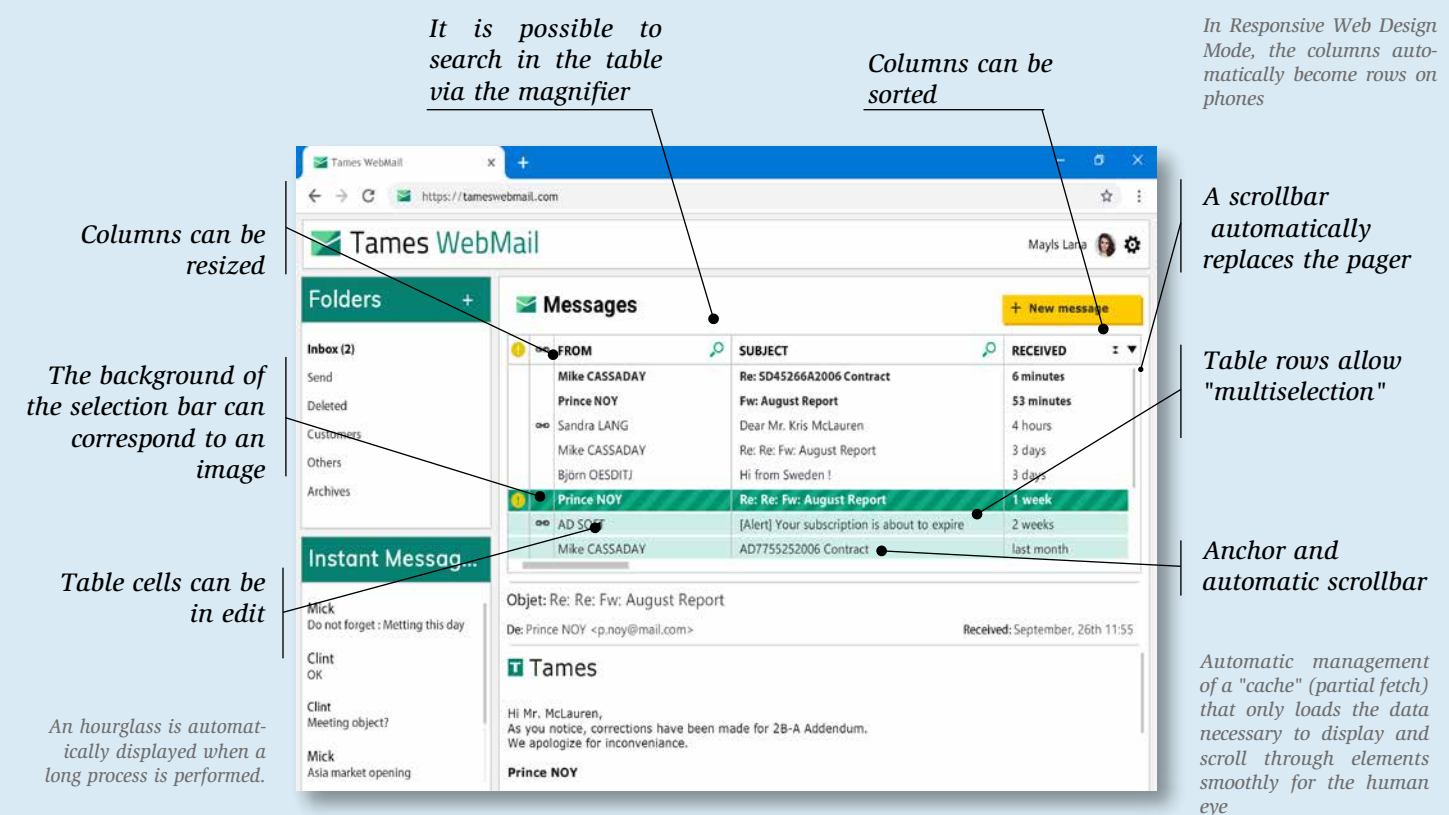 It is possible to
search in the table
via the magnifier
Columns can be
sorted
In Responsive Web Design
Mode, the columns auto-
matically become rows on
phones
Tames WebMail
https://tameswebmail.com
Columns can be
resized
A scrollbar
automatically
replaces the pager
Tames WebMail
Mayls Lana
Folders +
Inbox (2)
Send
Deleted
Customers
Others
Archives
Messages
+ New message
FROM SUBJECT RECEIVED
Mike CASSADAY Re: SD45266A2006 Contract 6 minutes
Prince NOY Fw: August Report 53 minutes
Sandra LANG Dear Mr. Kris McLauren 4 hours
Mike CASSADAY Re: Re: Fw: August Report 3 days
Björn OESDITJ Hi from Sweden ! 3 days
Prince NOY Re: Re: Fw: August Report 1 week
AD SOFT [Alert] Your subscription is about to expire 2 weeks
Mike CASSADAY AD7755252006 Contract last month
The background of
the selection bar can
correspond to an
image
Table rows allow
"multiselection"
Table cells can be
in edit
Anchor and
automatic scrollbar
Instant Messag...
Mick
Do not forget : Metting this day
Clint
OK
Clint
Meeting object?
Mick
Asia market opening
Objet: Re: Re: Fw: August Report
De: Prince NOY <p.noy@mail.com> Received: September, 26th 11:55
T Tames
Hi Mr. McLauren,
As you notice, corrections have been made for 2B-A Addendum.
We apologize for inconveniance.
Prince NOY
An hourglass is automat-
ically displayed when a
long process is performed.
Automatic management
of a "cache" (partial fetch)
that only loads the data
necessary to display and
scroll through elements
smoothly for the human
eye